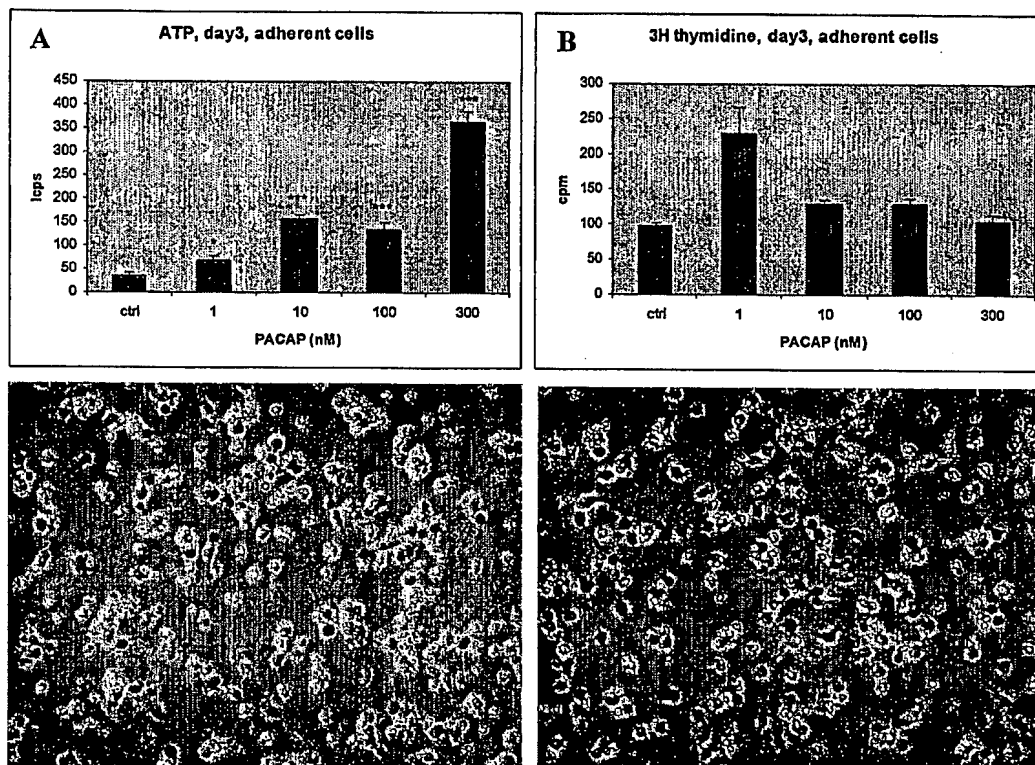 A
ATP, day3, adherent cells
450
400
350
300
250
200
150
100
50
0
lcps
ctrl 1 10 100 300
PACAP (nM)
B
3H thymidine, day3, adherent cells
300
250
200
150
100
50
0
cpm
ctrl 1 10 100 300
PACAP (nM)